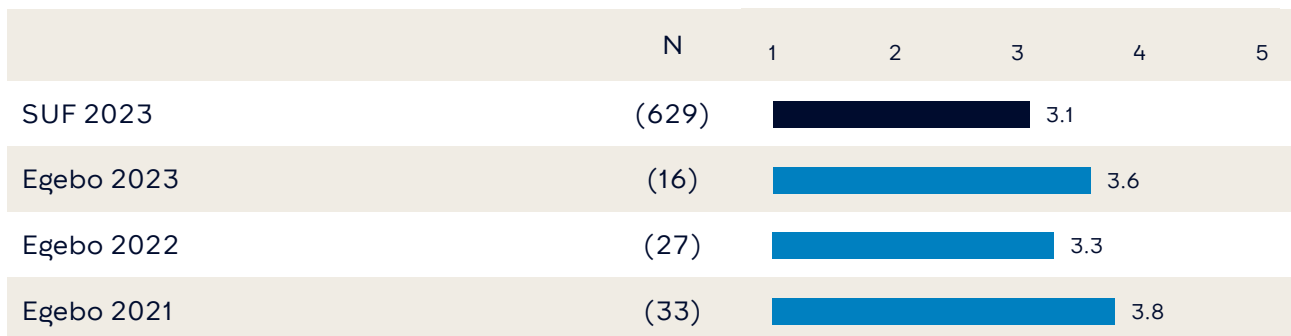 N 1 2 3 4 5
SUF 2023 (629) 3.1
Egebo 2023 (16) 3.6
Egebo 2022 (27) 3.3
Egebo 2021 (33) 3.8